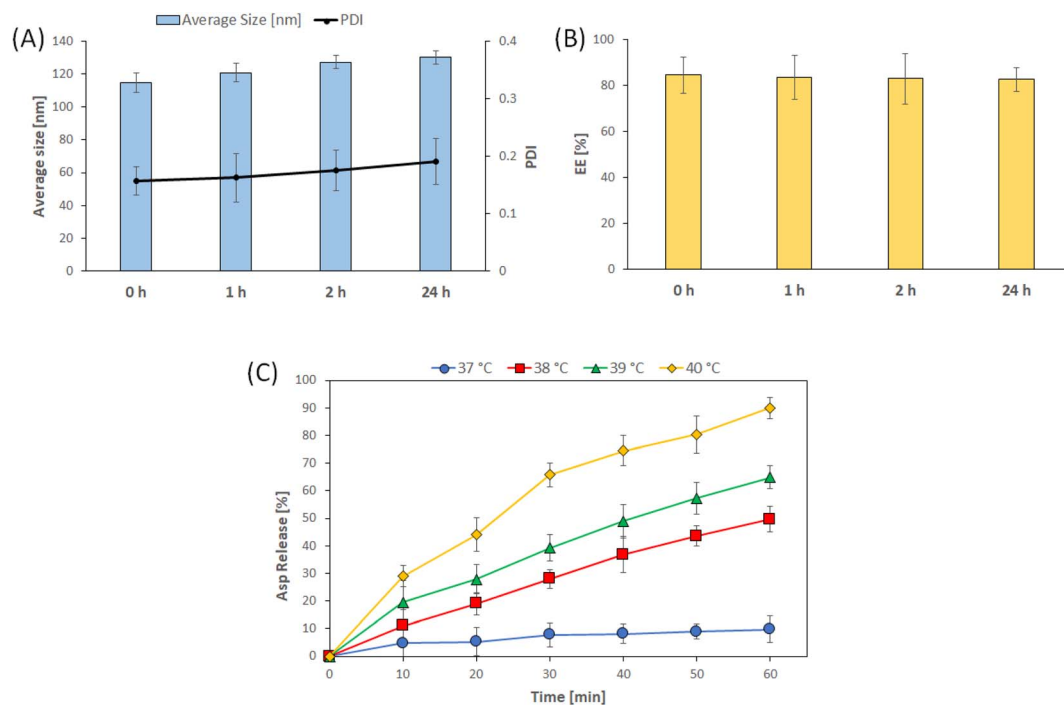 Average Size [nm] PDI
(A)
140
120
100
80
60
40
20
0
Average size [nm]
0.4
0.3
0.2
0.1
0
PDI
0 h 1 h 2 h 24 h
(B)
100
80
60
40
20
0
EE [%]
0 h 1 h 2 h 24 h
(C)
37 °C 38 °C 39 °C 40 °C
100
90
80
70
60
50
40
30
20
10
0
Asp Release [%]
0 10 20 30 40 50 60
Time [min]